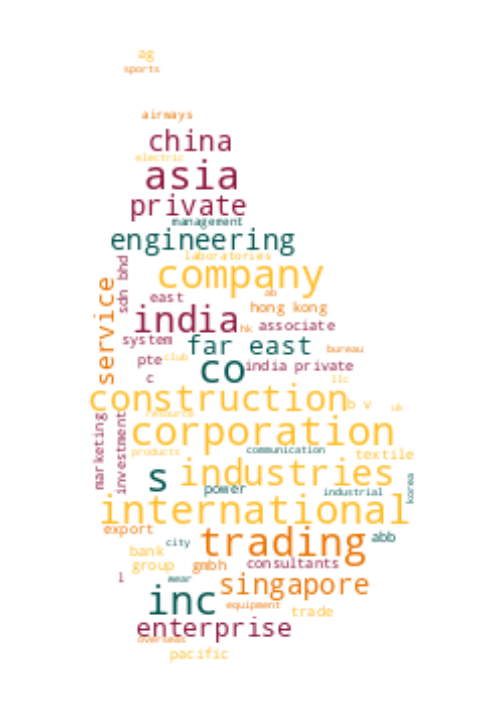 ag
sports
airways
china
electric
asia
private
management
engineering
laboratories
sdn bhd
company
service
east
ab
hong kong
india
hk
associate
system
far east
bureau
pte
club
co
india private
c
llc
construction
b v
uk
resource
marketing
investment
corporation
products
communication
textile
s
industries
power
industrial
korea
international
export
trading
abb
city
bank
group
gmbh
consultants
l
wear
singapore
inc
equipment
trade
enterprise
overseas
pacific